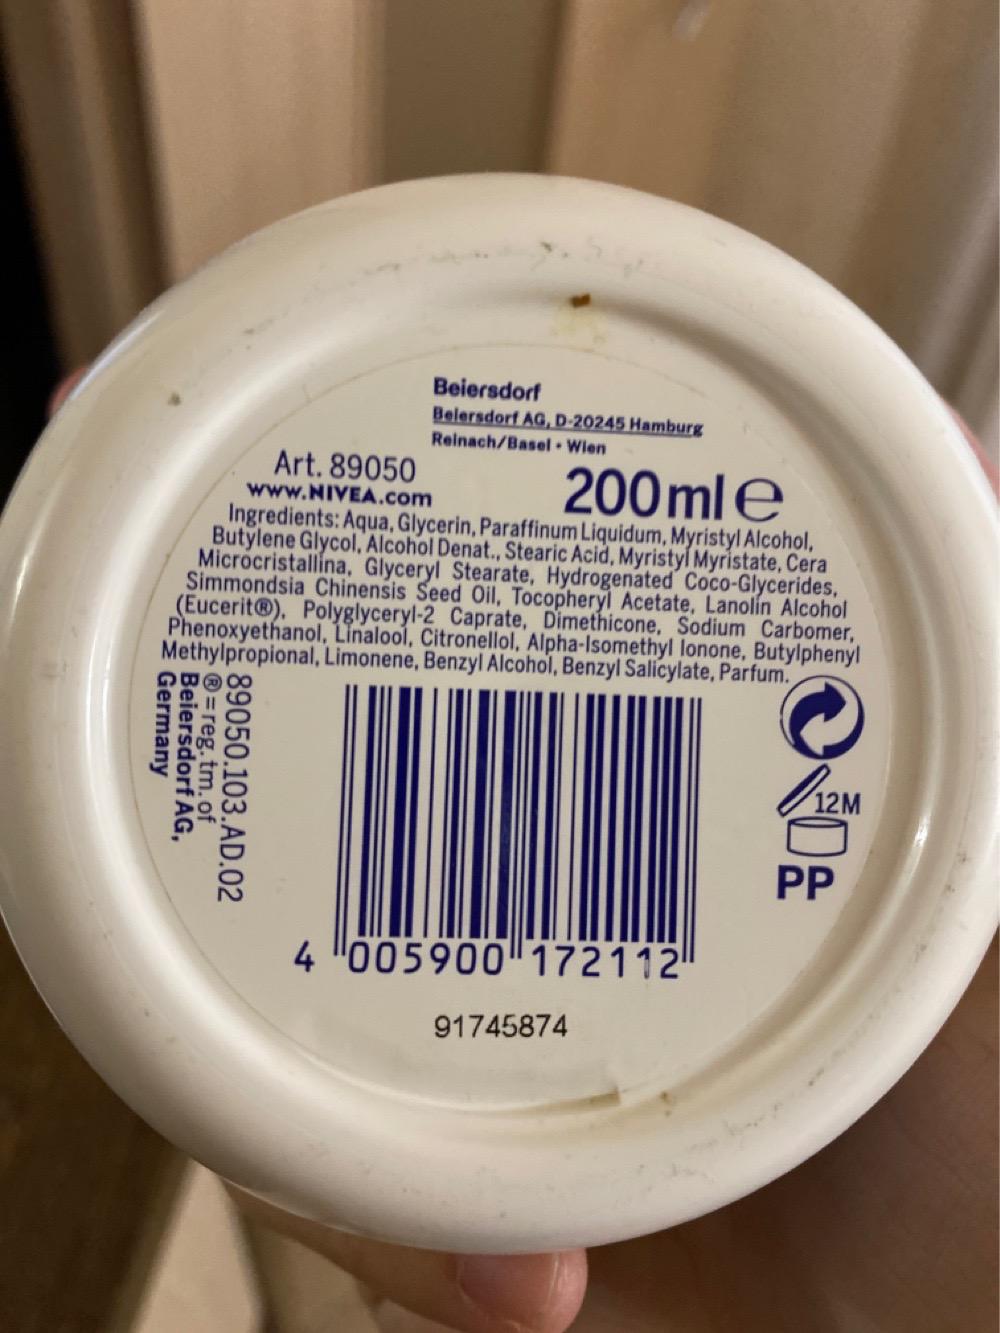 Beiersdorf
Beiersdorf AG, D-20245 Hamburg
Reinach/Basel • Wien
Art. 89050
www.NIVEA.com
200 ml e
Ingredients: Aqua, Glycerin, Paraffinum Liquidum, Myristyl Alcohol,
Butylene Glycol, Alcohol Denat., Stearic Acid, Myristyl Myristate, Cera
Microcristallina, Glyceryl Stearate, Hydrogenated Coco-Glycerides,
Simmondsia Chinensis Seed Oil, Tocopheryl Acetate, Lanolin Alcohol
(Eucerit®), Polyglyceryl-2 Caprate, Dimethicone, Sodium Carbomer,
Phenoxyethanol, Linalool, Citronellol, Alpha-Isomethyl Ionone, Butylphenyl
Methylpropional, Limonene, Benzyl Alcohol, Benzyl Salicylate, Parfum.
89050.103.AD.02
®=reg. tm. of
Beiersdorf AG,
Germany
12M
PP
4 005900 172112
91745874